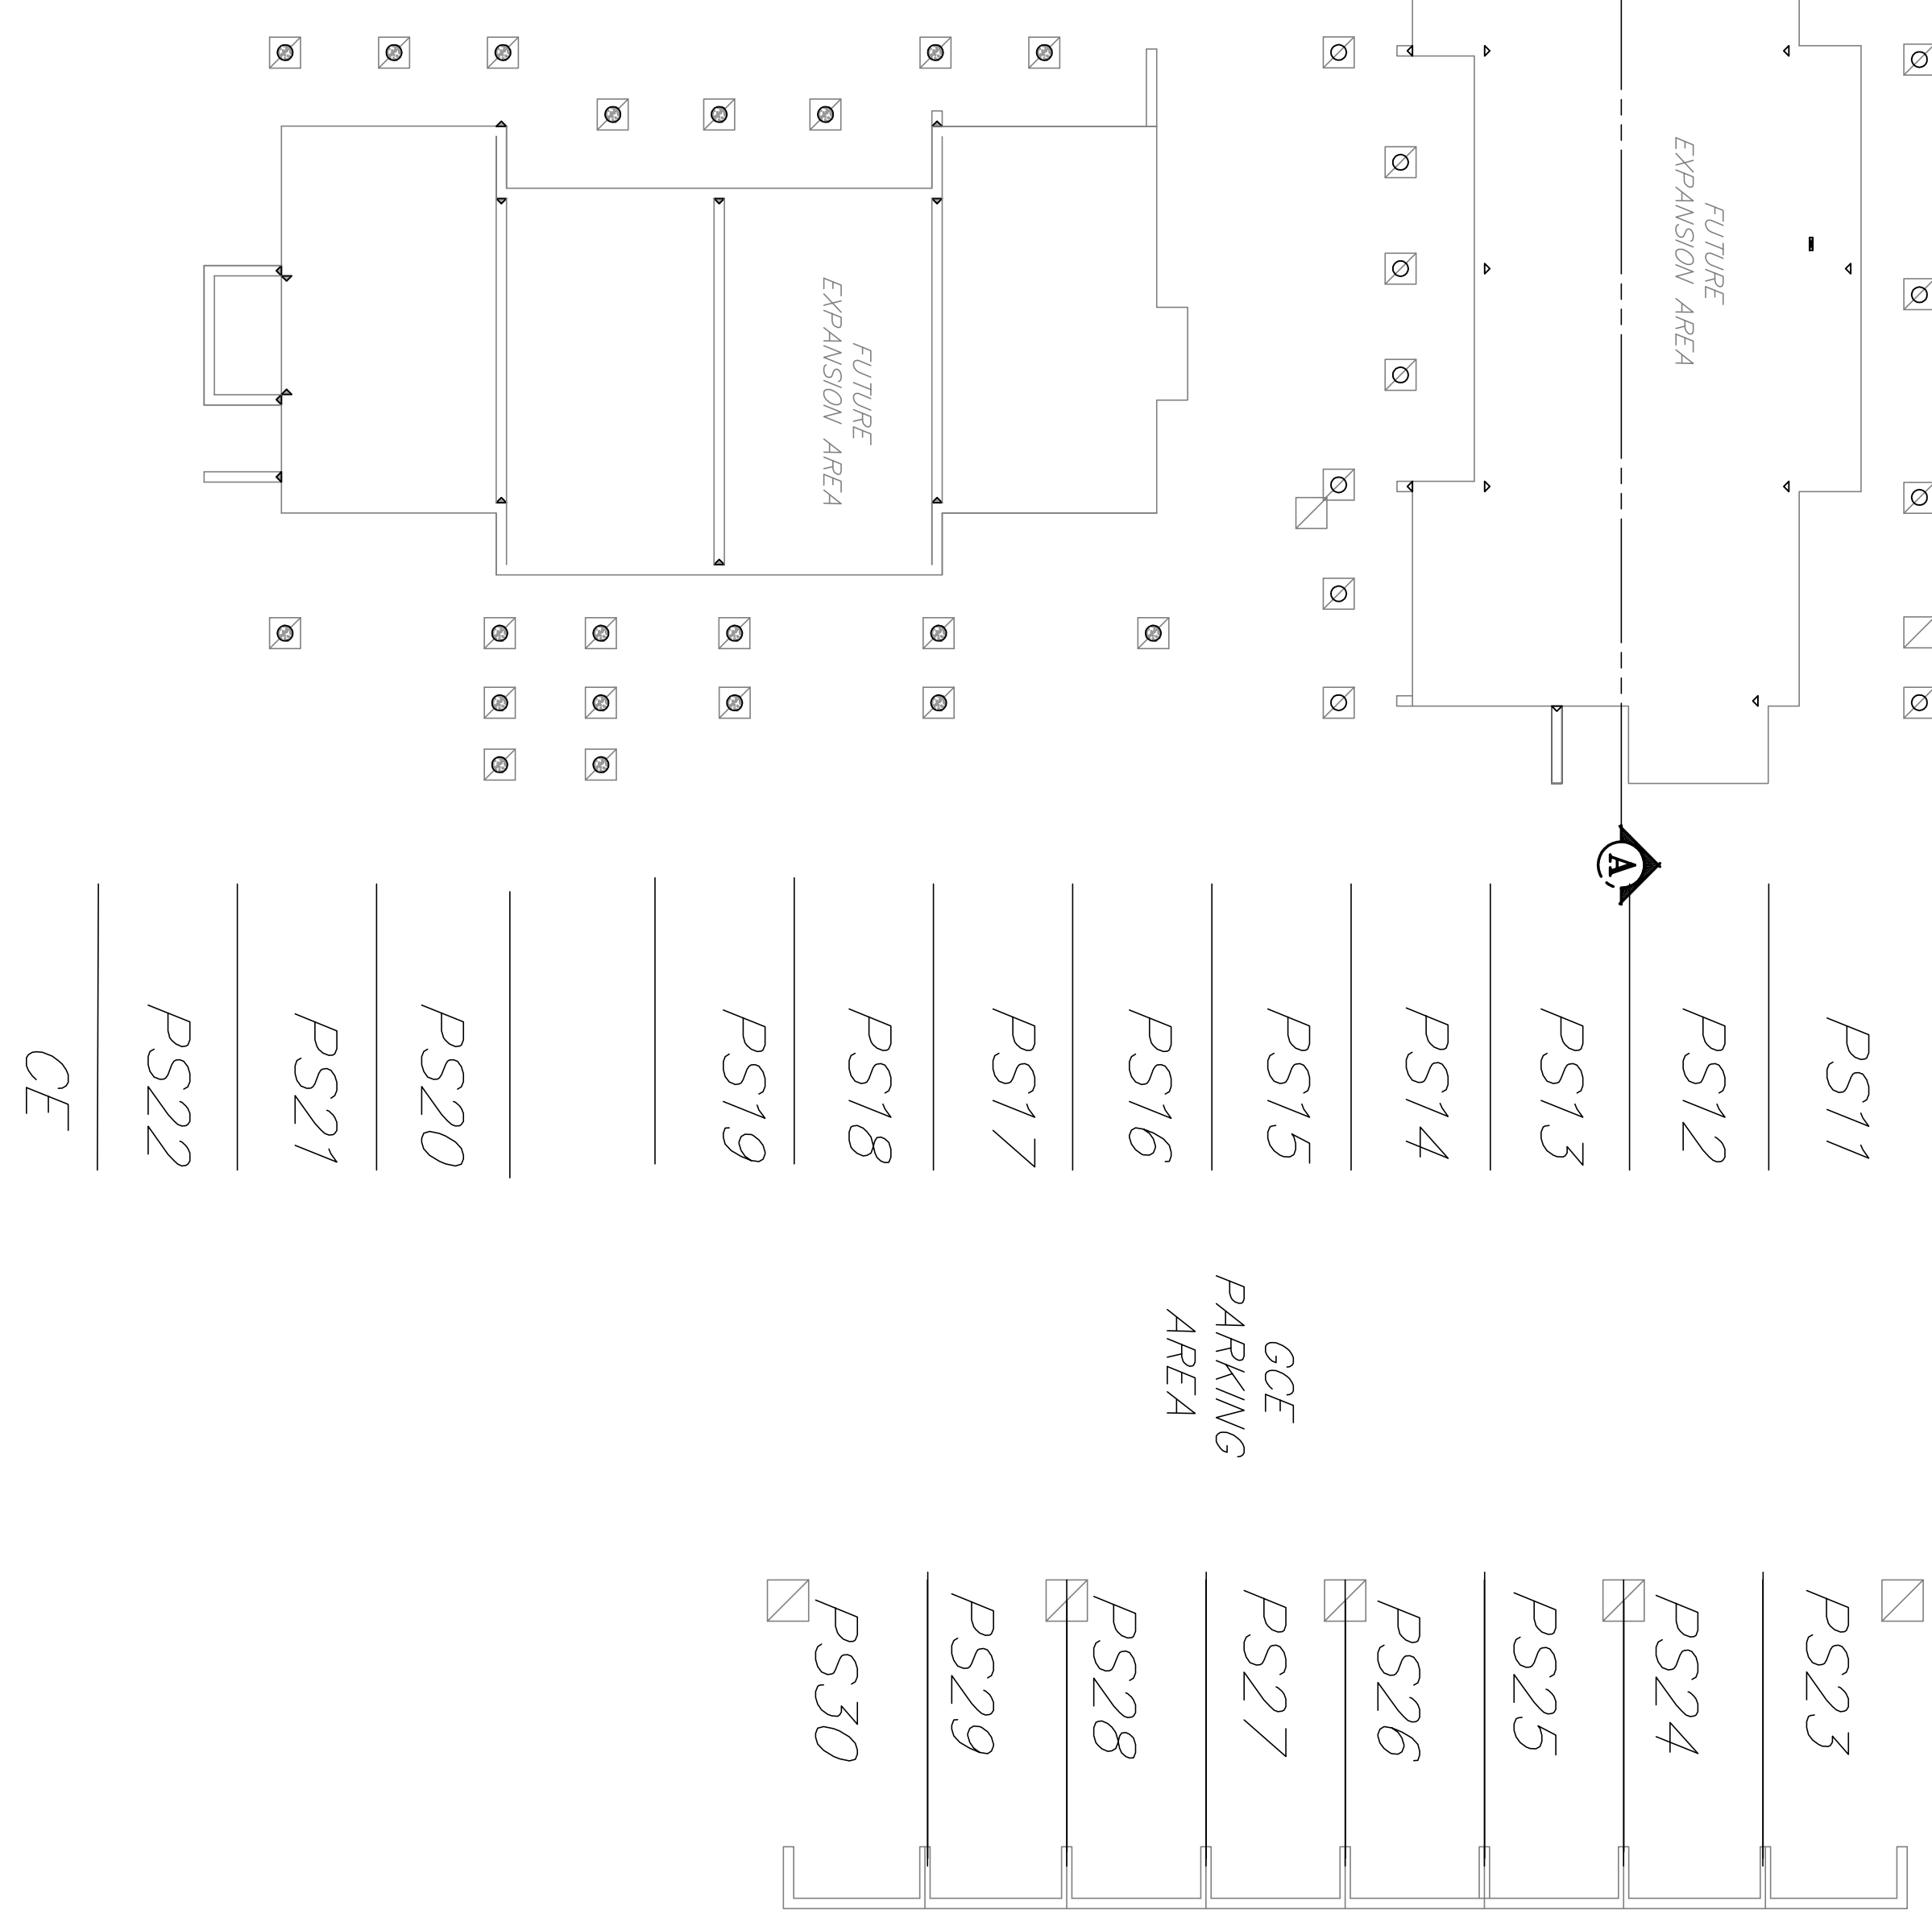 FUTURE
EXPANSION AREA
FUTURE
EXPANSION AREA
A
PS11
PS12
PS13
PS14
PS15
PS16
PS17
PS18
PS19
PS20
PS21
PS22
CE
GCE
PARKING
AREA
PS23
PS24
PS25
PS26
PS27
PS28
PS29
PS30